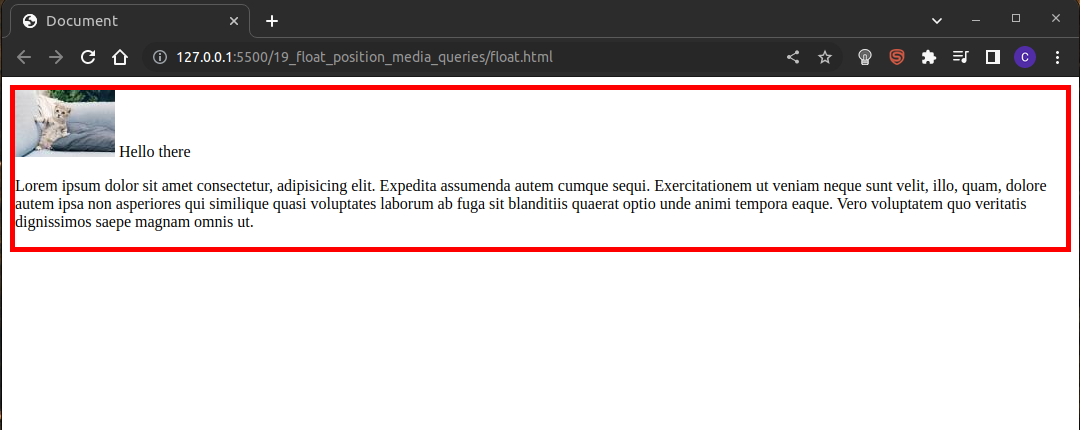 Document
127.0.0.1:5500/19_float_position_media_queries/float.html
C
Hello there
Lorem ipsum dolor sit amet consectetur, adipisicing elit. Expedita assumenda autem cumque sequi. Exercitationem ut veniam neque sunt velit, illo, quam, dolore
autem ipsa non asperiores qui similique quasi voluptates laborum ab fuga sit blanditiis quaerat optio unde animi tempora eaque. Vero voluptatem quo veritatis
dignissimos saepe magnam omnis ut.